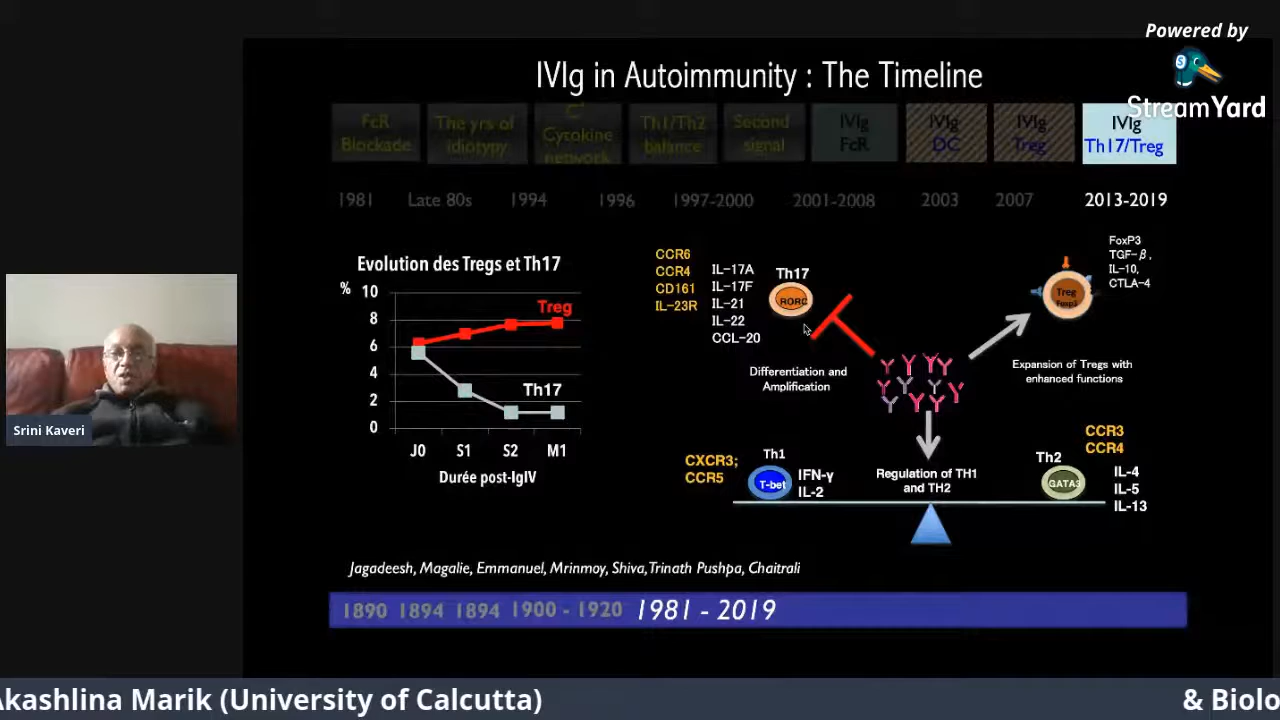 Powered by
StreamYard
IVIg in Autoimmunity : The Timeline
FcR
Blockade
The yrs of
idiotypy
Cytokine
network
Th1/Th2
balance
Second
signal
IVIg
FcR
IVIg
DC
IVIg
Treg
IVIg
Th17/Treg
1981
Late 80s
1994
1996
1997-2000
2001-2008
2003
2007
2013-2019
Evolution des Tregs et Th17
%
10
8
6
4
2
0
Treg
Th17
J0 S1 S2 M1
Durée post-IgIV
CCR6
CCR4
CD161
IL-23R
IL-17A
IL-17F
IL-21
IL-22
CCL-20
Th17
RORC
Differentiation and
Amplification
FoxP3
TGF-β,
IL-10,
CTLA-4
Treg
Foxp3
Expansion of Tregs with
enhanced functions
CXCR3;
CCR5
Th1
T-bet
IFN-γ
IL-2
Regulation of TH1
and TH2
Th2
GATA3
CCR3
CCR4
IL-4
IL-5
IL-13
Srini Kaveri
Jagadeesh, Magalie, Emmanuel, Mrinmoy, Shiva,Trinath Pushpa, Chaitrali
1890 1894 1894 1900 - 1920 1981 - 2019
Akashlina Marik (University of Calcutta)
& Biolo